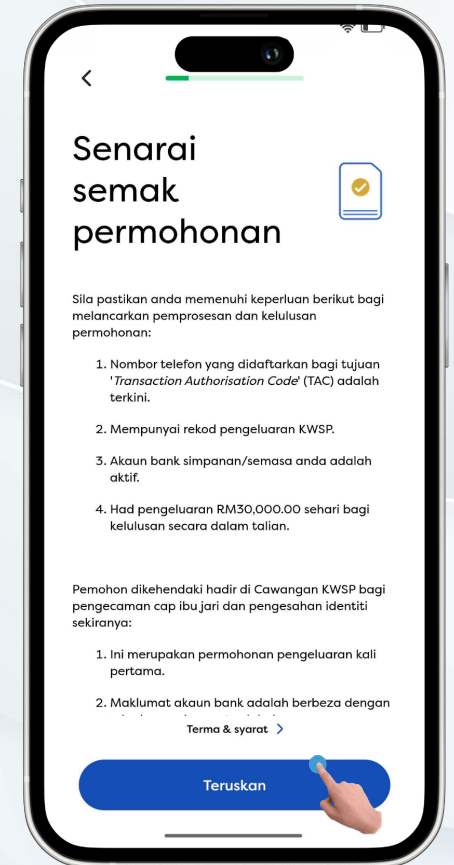 Senarai
semak
permohonan
Sila pastikan anda memenuhi keperluan berikut bagi
melancarkan pemprosesan dan kelulusan
permohonan:
1. Nombor telefon yang didaftarkan bagi tujuan
'Transaction Authorisation Code' (TAC) adalah
terkini.
2. Mempunyai rekod pengeluaran KWSP.
3. Akaun bank simpanan/semasa anda adalah
aktif.
4. Had pengeluaran RM30,000.00 sehari bagi
kelulusan secara dalam talian.
Pemohon dikehendaki hadir di Cawangan KWSP bagi
pengecaman cap ibu jari dan pengesahan identiti
sekiranya:
1. Ini merupakan permohonan pengeluaran kali
pertama.
2. Maklumat akaun bank adalah berbeza dengan
Terma & syarat
Teruskan